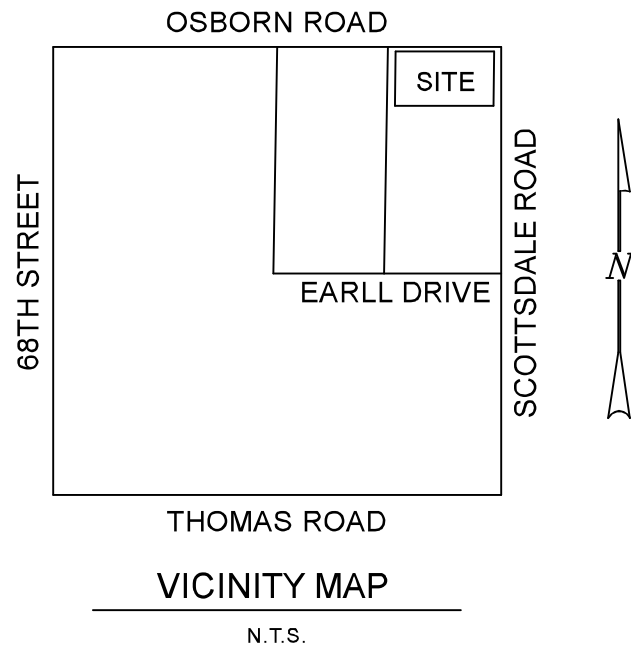 OSBORN ROAD
SITE
68TH STREET
SCOTTSDALE ROAD
N
EARLL DRIVE
THOMAS ROAD
VICINITY MAP
N.T.S.